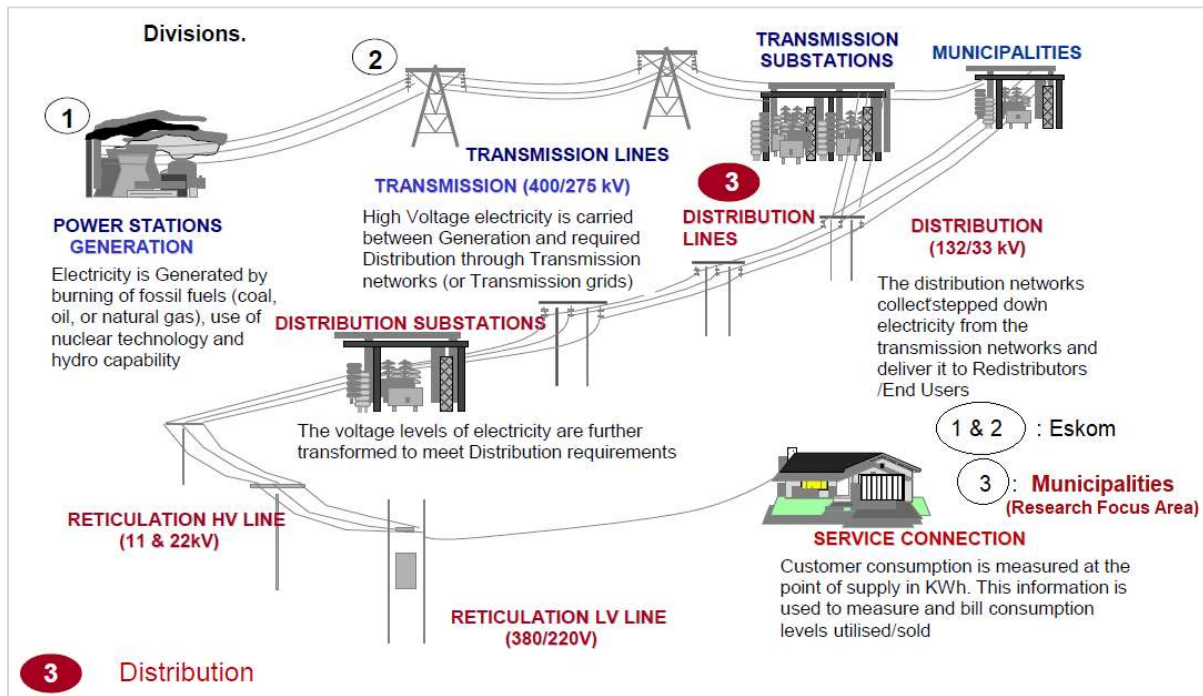 Divisions.
1
2
TRANSMISSION
SUBSTATIONS
MUNICIPALITIES
POWER STATIONS
GENERATION
Electricity is Generated by
burning of fossil fuels (coal,
oil, or natural gas), use of
nuclear technology and
hydro capability
TRANSMISSION LINES
TRANSMISSION (400/275 kV)
High Voltage electricity is carried
between Generation and required
Distribution through Transmission
networks (or Transmission grids)
3
DISTRIBUTION
LINES
DISTRIBUTION
(132/33 kV)
The distribution networks
collect'stepped down
electricity from the
transmission networks and
deliver it to Redistributors
/End Users
DISTRIBUTION SUBSTATIONS
The voltage levels of electricity are further
transformed to meet Distribution requirements
1 & 2 : Eskom
3 : Municipalities
(Research Focus Area)
RETICULATION HV LINE
(11 & 22kV)
SERVICE CONNECTION
Customer consumption is measured at the
point of supply in KWh. This information is
used to measure and bill consumption
levels utilised/sold
RETICULATION LV LINE
(380/220V)
3 Distribution